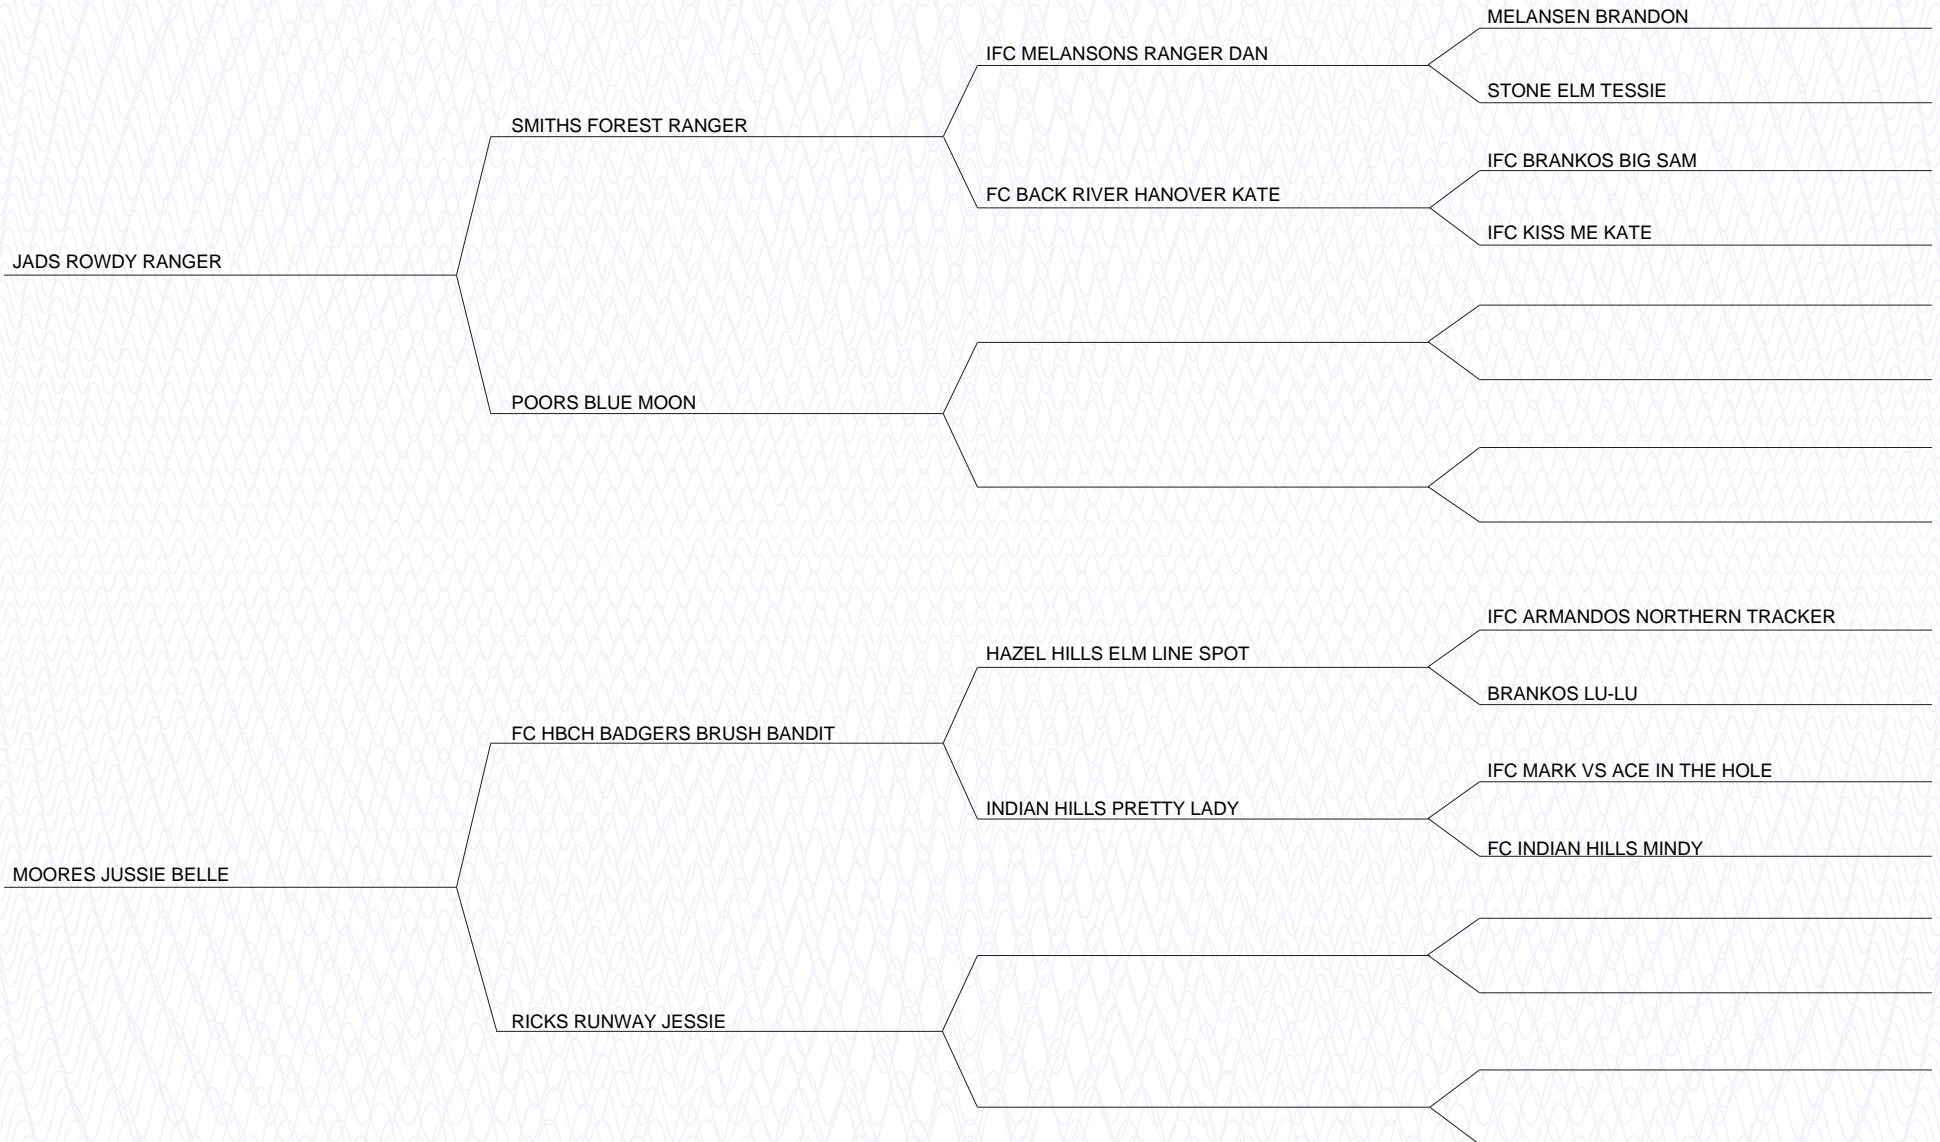 MELANSEN BRANDON
IFC MELANSONS RANGER DAN
STONE ELM TESSIE
SMITHS FOREST RANGER
IFC BRANKOS BIG SAM
FC BACK RIVER HANOVER KATE
IFC KISS ME KATE
JADS ROWDY RANGER
POORS BLUE MOON
IFC ARMANDOS NORTHERN TRACKER
HAZEL HILLS ELM LINE SPOT
BRANKOS LU-LU
FC HBCH BADGERS BRUSH BANDIT
IFC MARK VS ACE IN THE HOLE
INDIAN HILLS PRETTY LADY
FC INDIAN HILLS MINDY
MOORES JUSSIE BELLE
RICKS RUNWAY JESSIE